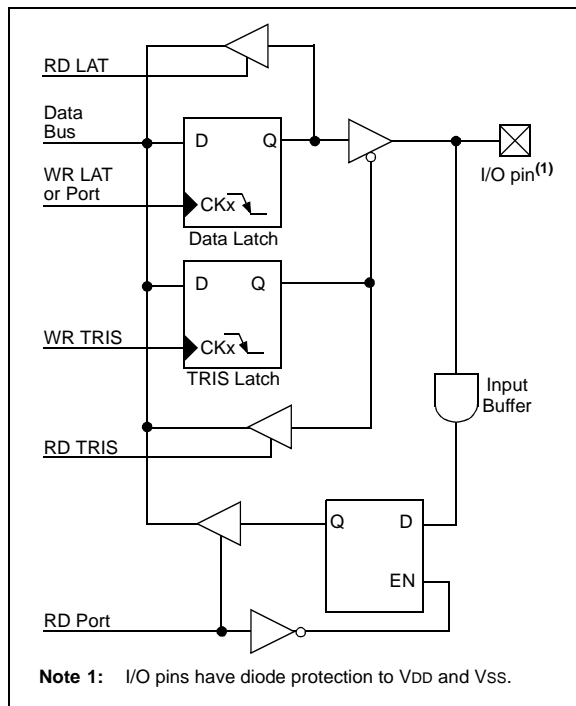 RD LAT
Data
Bus
D
Q
WR LAT
or Port
CKx
Data Latch
I/O pin(1)
D
Q
WR TRIS
CKx
TRIS Latch
Input
Buffer
RD TRIS
Q
D
EN
RD Port
Note 1: I/O pins have diode protection to VDD and VSS.